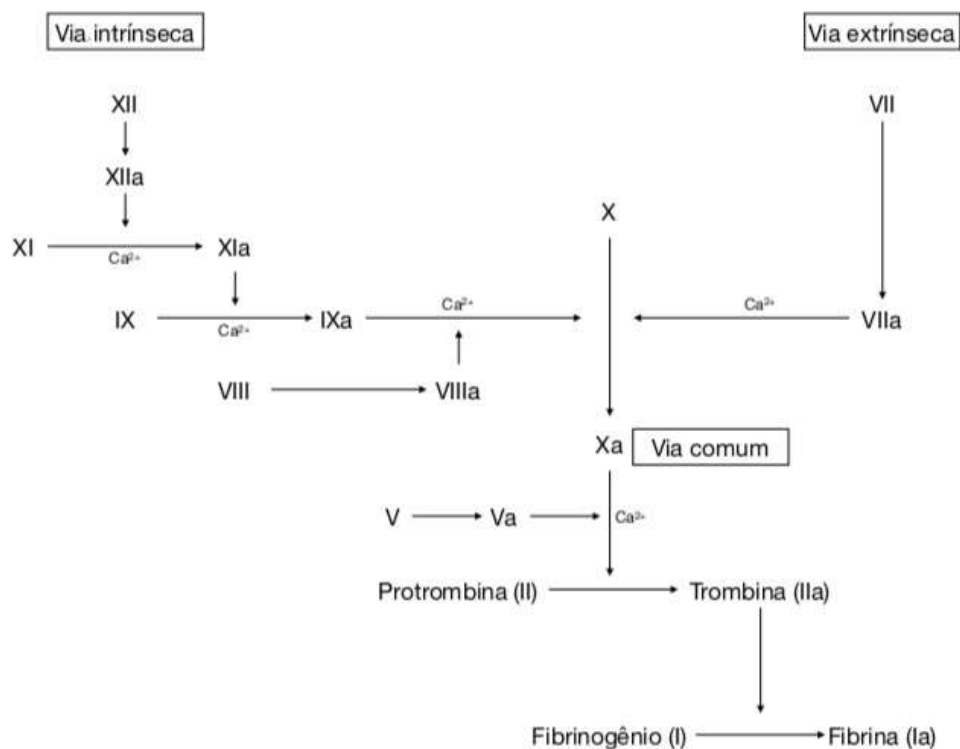 Via intrínseca
Via extrínseca
XII
VII
XIIa
X
XI
Ca²⁺
XIa
IX
Ca²⁺
IXa
Ca²⁺
Ca²⁺
VIIa
VIII
VIIIa
Xa
Via comum
V
Va
Ca²⁺
Protrombina (II)
Trombina (IIa)
Fibrinogênio (I)
Fibrina (Ia)